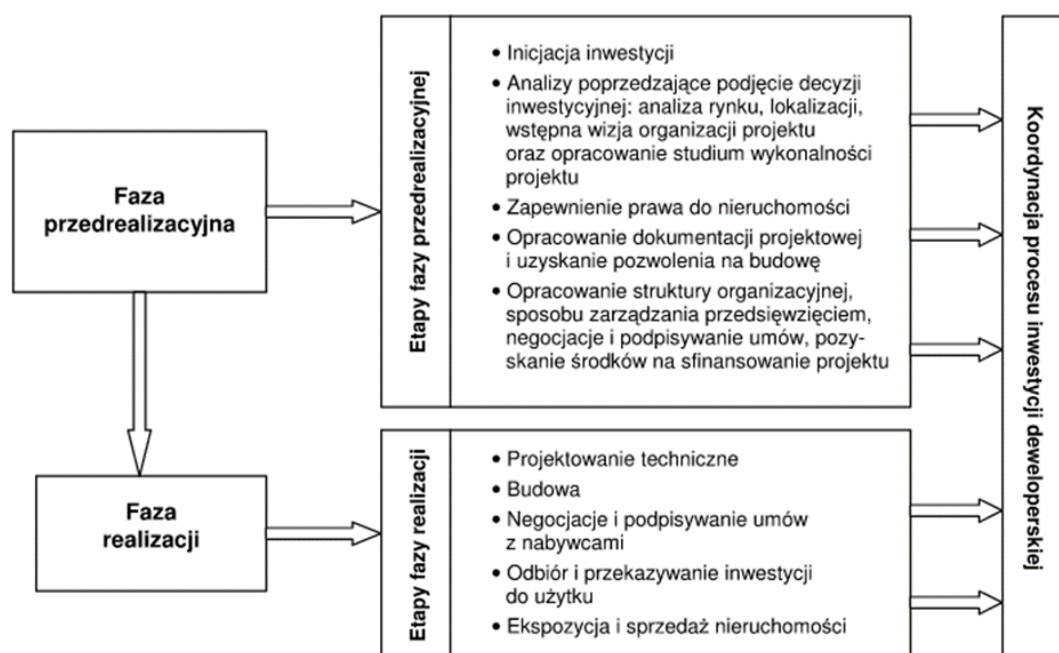 Faza
przedrealizacyjna
Etapy fazy przedrealizacyjnej
• Inicjacja inwestycji
• Analizy poprzedzające podjęcie decyzji
inwestycyjnej: analiza rynku, lokalizacji,
wstępna wizja organizacji projektu
oraz opracowanie studium wykonalności
projektu
• Zapewnienie prawa do nieruchomości
• Opracowanie dokumentacji projektowej
i uzyskanie pozwolenia na budowę
• Opracowanie struktury organizacyjnej,
sposobu zarządzania przedsięwzięciem,
negocjacje i podpisywanie umów, pozy-
skanie środków na sfinansowanie projektu
Faza
realizacji
Etapy fazy realizacji
• Projektowanie techniczne
• Budowa
• Negocjacje i podpisywanie umów
z nabywcami
• Odbiór i przekazywanie inwestycji
do użytku
• Ekspozycja i sprzedaż nieruchomości
Koordynacja procesu inwestycji deweloperskiej